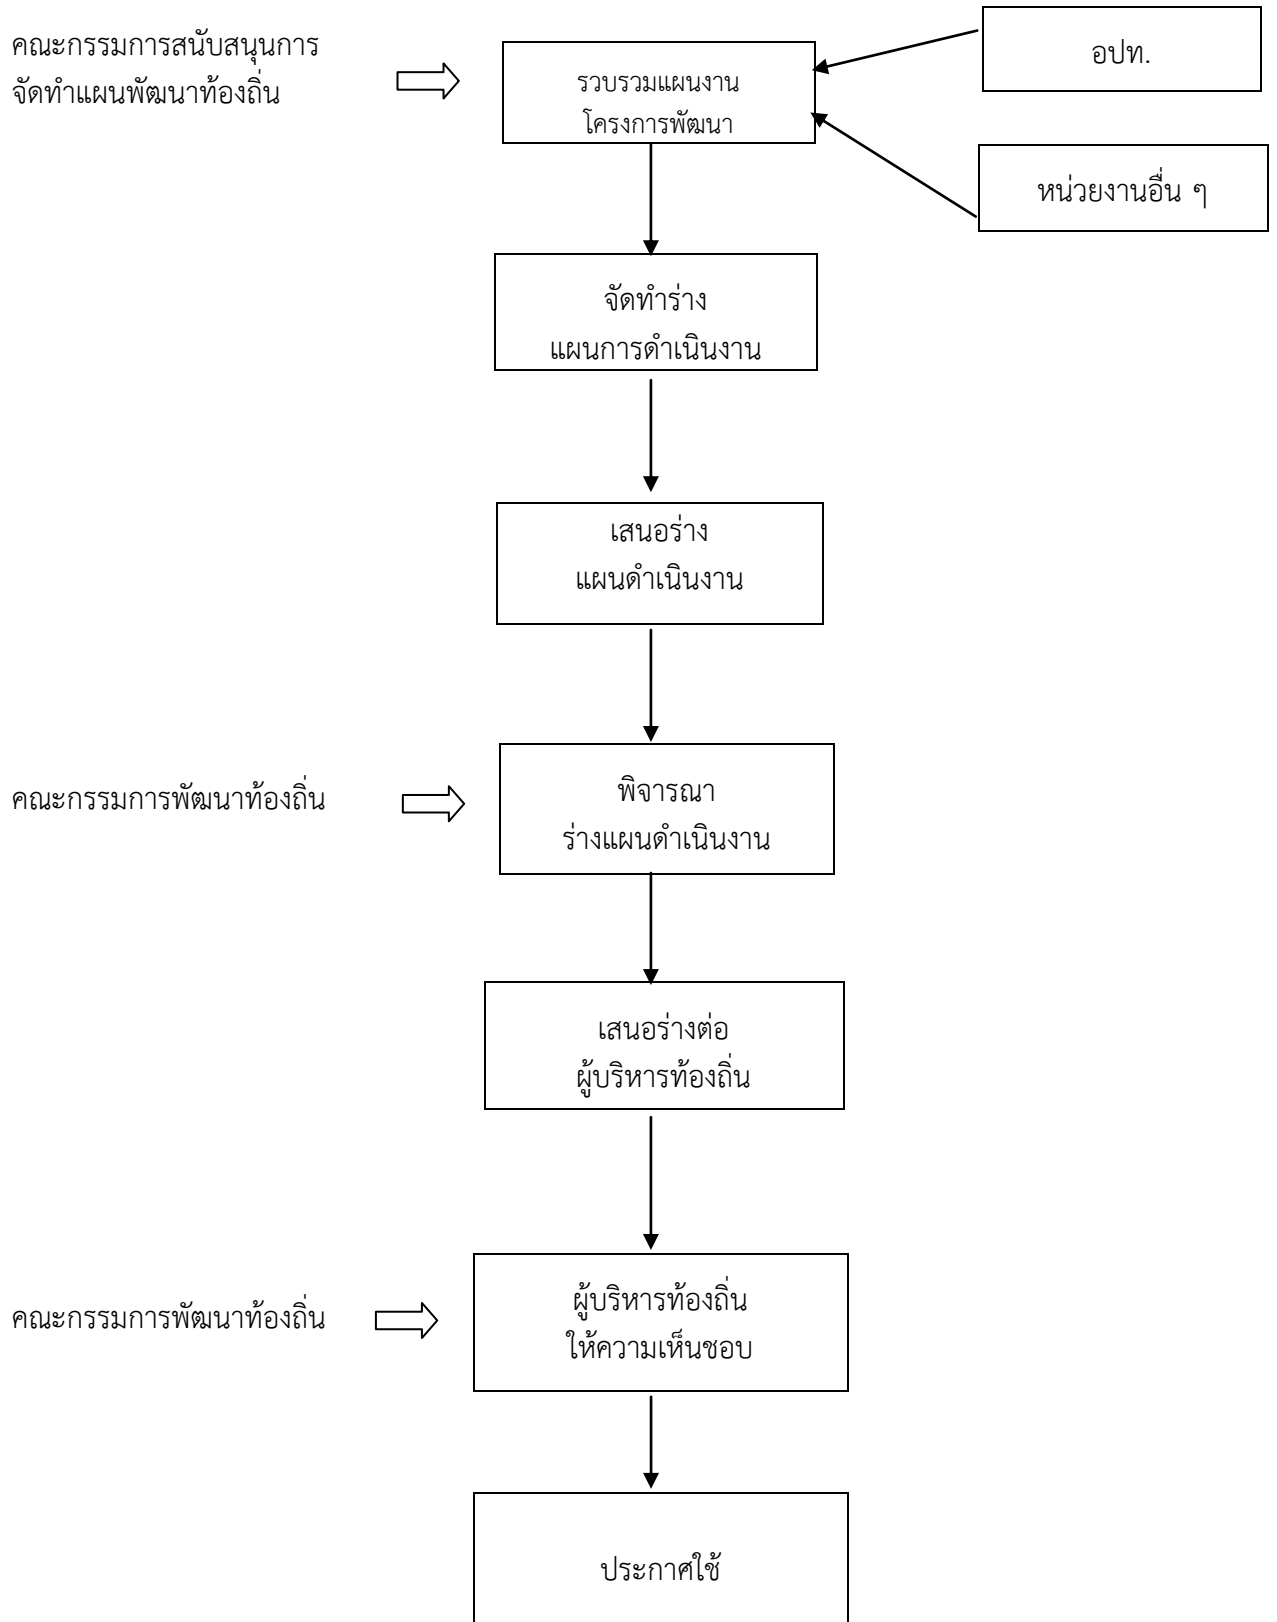 คณะกรรมการสนับสนุนการ
จัดทำแผนพัฒนาท้องถิ่น
รวบรวมแผนงาน
โครงการพัฒนา
อปท.
หน่วยงานอื่น ๆ
จัดทำร่าง
แผนการดำเนินงาน
เสนอร่าง
แผนดำเนินงาน
คณะกรรมการพัฒนาท้องถิ่น
พิจารณา
ร่างแผนดำเนินงาน
เสนอร่างต่อ
ผู้บริหารท้องถิ่น
คณะกรรมการพัฒนาท้องถิ่น
ผู้บริหารท้องถิ่น
ให้ความเห็นชอบ
ประกาศใช้